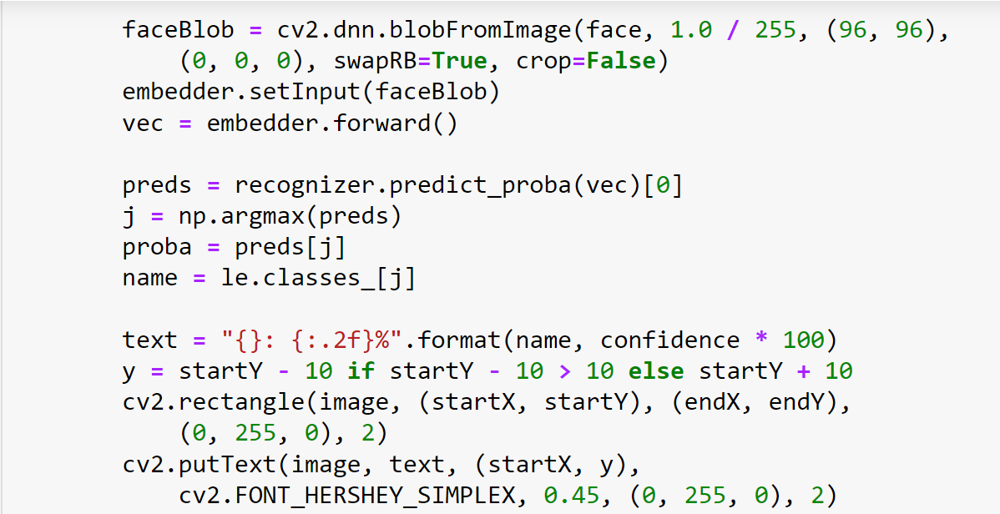 faceBlob = cv2.dnn.blobFromImage(face, 1.0 / 255, (96, 96),
    (0, 0, 0), swapRB=True, crop=False)
embedder.setInput(faceBlob)
vec = embedder.forward()

preds = recognizer.predict_proba(vec)[0]
j = np.argmax(preds)
proba = preds[j]
name = le.classes_[j]

text = "{}: {:.2f}%".format(name, confidence * 100)
y = startY - 10 if startY - 10 > 10 else startY + 10
cv2.rectangle(image, (startX, startY), (endX, endY),
    (0, 255, 0), 2)
cv2.putText(image, text, (startX, y),
    cv2.FONT_HERSHEY_SIMPLEX, 0.45, (0, 255, 0), 2)